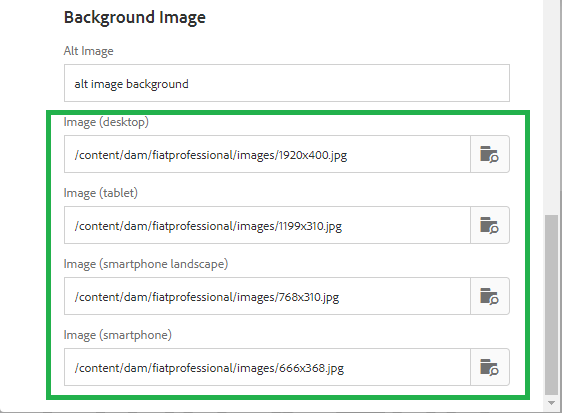 Background Image
Alt Image
alt image background
Image (desktop)
/content/dam/fiatprofessional/images/1920x400.jpg
Image (tablet)
/content/dam/fiatprofessional/images/1199x310.jpg
Image (smartphone landscape)
/content/dam/fiatprofessional/images/768x310.jpg
Image (smartphone)
/content/dam/fiatprofessional/images/666x368.jpg